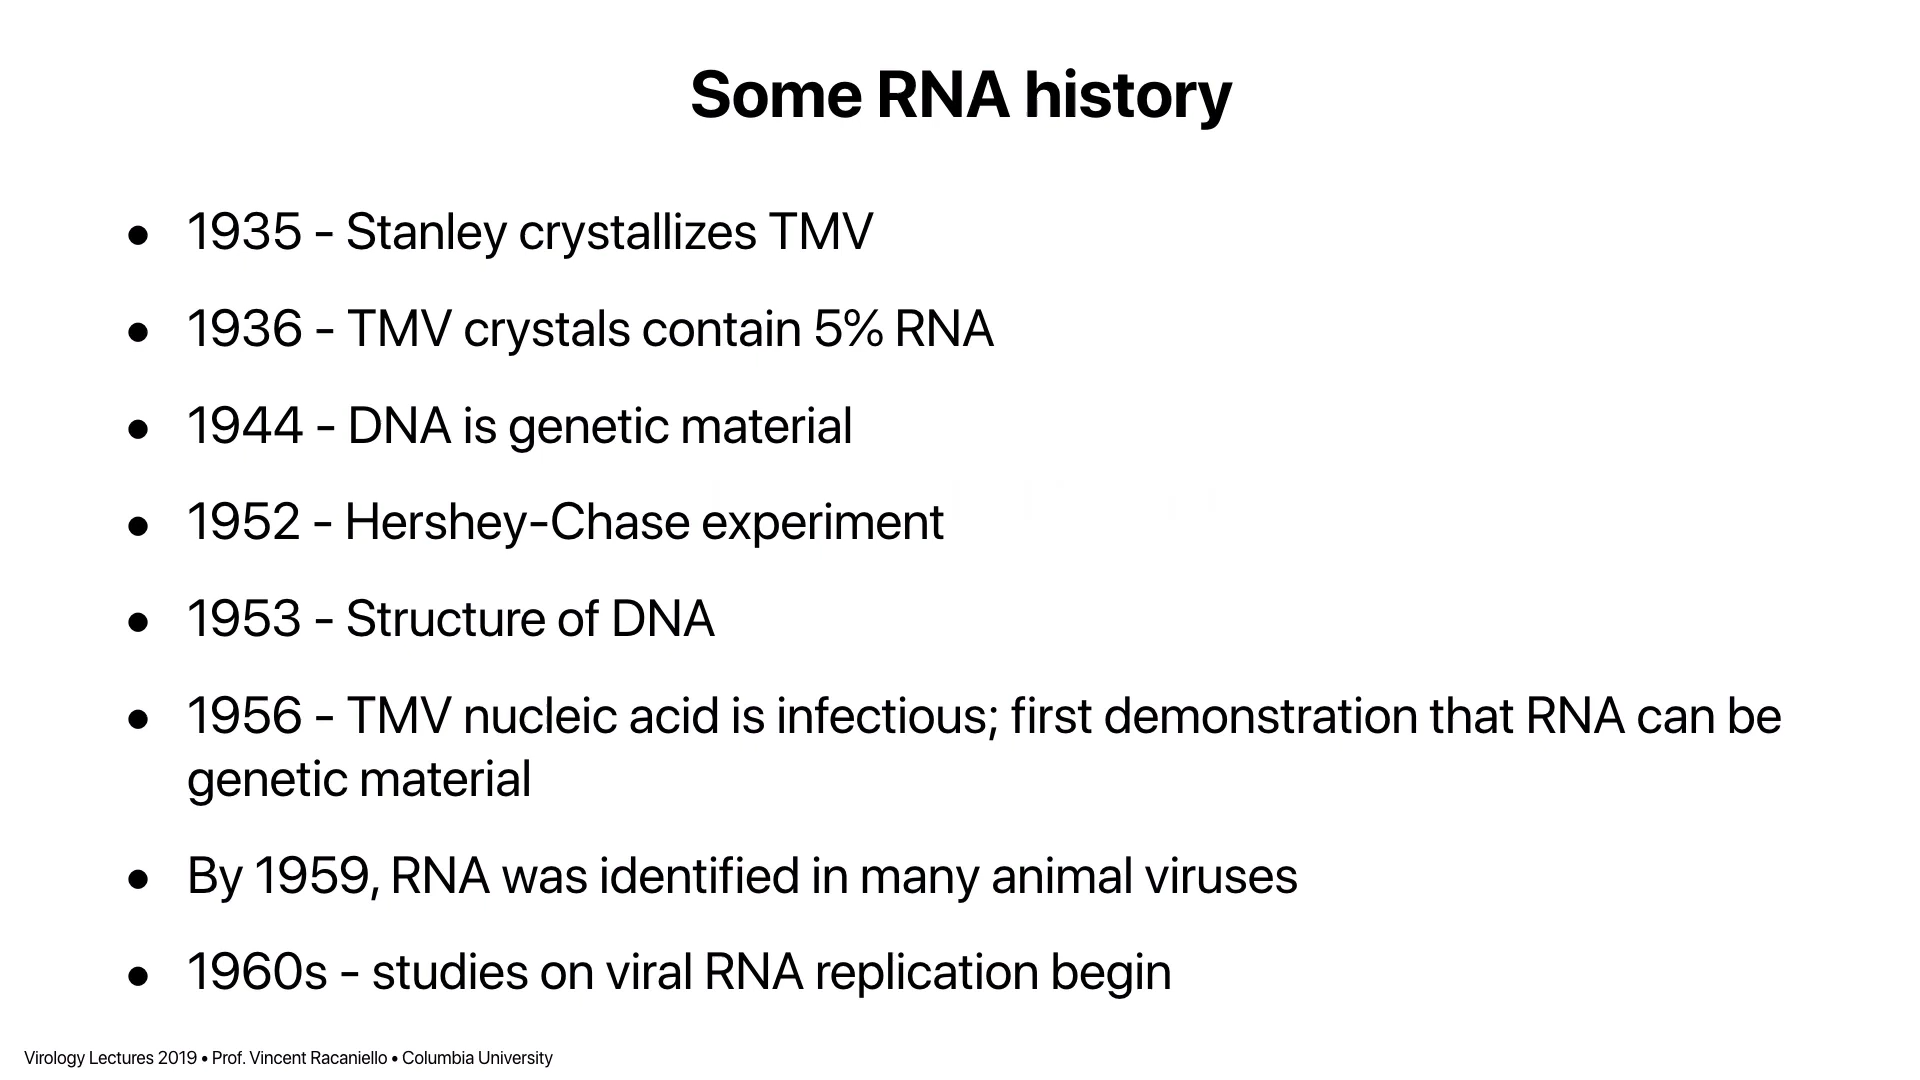 Some RNA history
• 1935 - Stanley crystallizes TMV
• 1936 - TMV crystals contain 5% RNA
• 1944 - DNA is genetic material
• 1952 - Hershey-Chase experiment
• 1953 - Structure of DNA
• 1956 - TMV nucleic acid is infectious; first demonstration that RNA can be
genetic material
• By 1959, RNA was identified in many animal viruses
• 1960s - studies on viral RNA replication begin
Virology Lectures 2019 • Prof. Vincent Racaniello • Columbia University